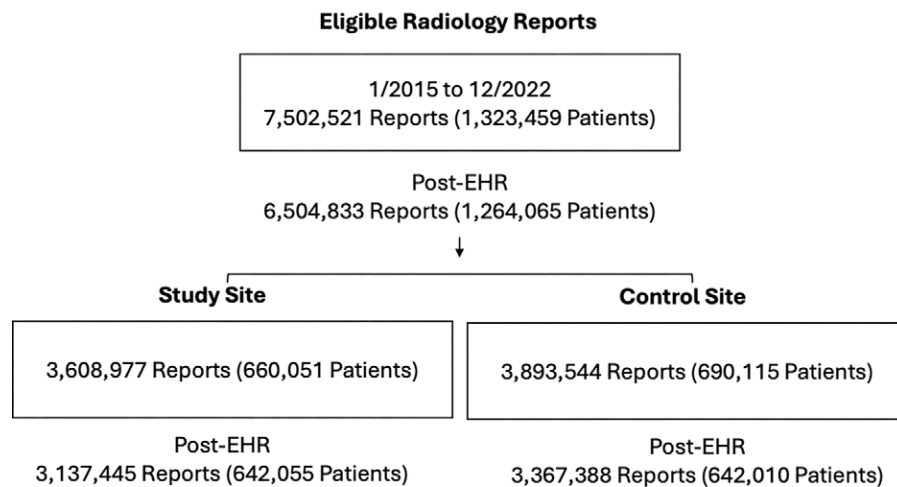 Eligible Radiology Reports
1/2015 to 12/2022
7,502,521 Reports (1,323,459 Patients)
Post-EHR
6,504,833 Reports (1,264,065 Patients)
Study Site
Control Site
3,608,977 Reports (660,051 Patients)
3,893,544 Reports (690,115 Patients)
Post-EHR
3,137,445 Reports (642,055 Patients)
Post-EHR
3,367,388 Reports (642,010 Patients)